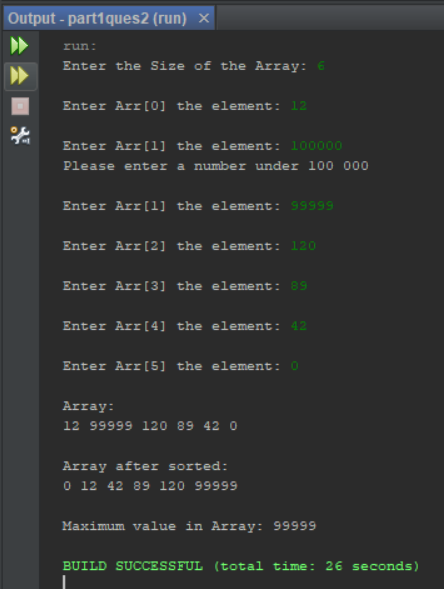 Output - part1ques2 (run) ×
run:
Enter the Size of the Array: 6
Enter Arr[0] the element: 12
Enter Arr[1] the element: 100000
Please enter a number under 100 000
Enter Arr[1] the element: 99999
Enter Arr[2] the element: 120
Enter Arr[3] the element: 89
Enter Arr[4] the element: 42
Enter Arr[5] the element: 0
Array:
12 99999 120 89 42 0
Array after sorted:
0 12 42 89 120 99999
Maximum value in Array: 99999
BUILD SUCCESSFUL (total time: 26 seconds)